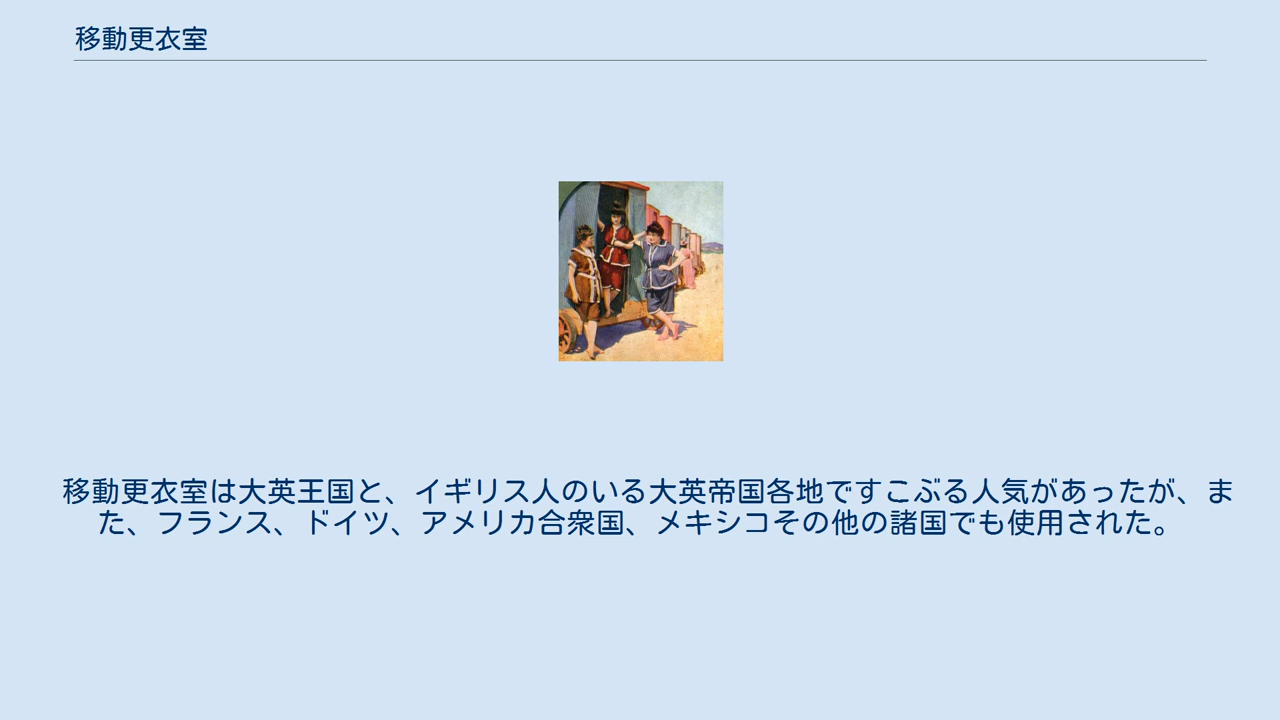 移動更衣室
移動更衣室は大英王国と、イギリス人のいる大英帝国各地ですこぶる人気があったが、ま
た、フランス、ドイツ、アメリカ合衆国、メキシコその他の諸国でも使用された。